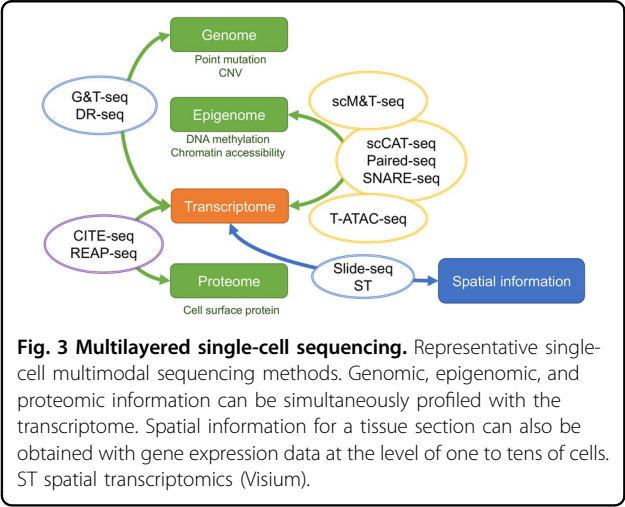 Genome
Point mutation
CNV
G&T-seq
DR-seq
scM&T-seq
Epigenome
DNA methylation
Chromatin accessibility
scCAT-seq
Paired-seq
SNARE-seq
Transcriptome
T-ATAC-seq
CITE-seq
REAP-seq
Proteome
Cell surface protein
Slide-seq
ST
Spatial information
Fig. 3 Multilayered single-cell sequencing. Representative single-
cell multimodal sequencing methods. Genomic, epigenomic, and
proteomic information can be simultaneously profiled with the
transcriptome. Spatial information for a tissue section can also be
obtained with gene expression data at the level of one to tens of cells.
ST spatial transcriptomics (Visium).